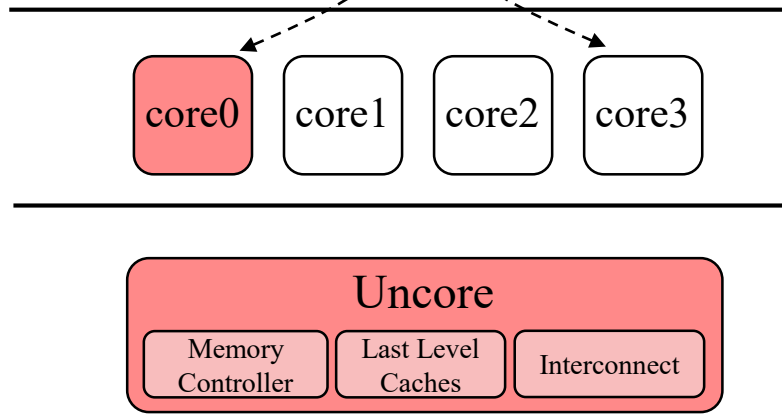 core0 core1 core2 core3
Uncore
Memory Controller
Last Level Caches
Interconnect